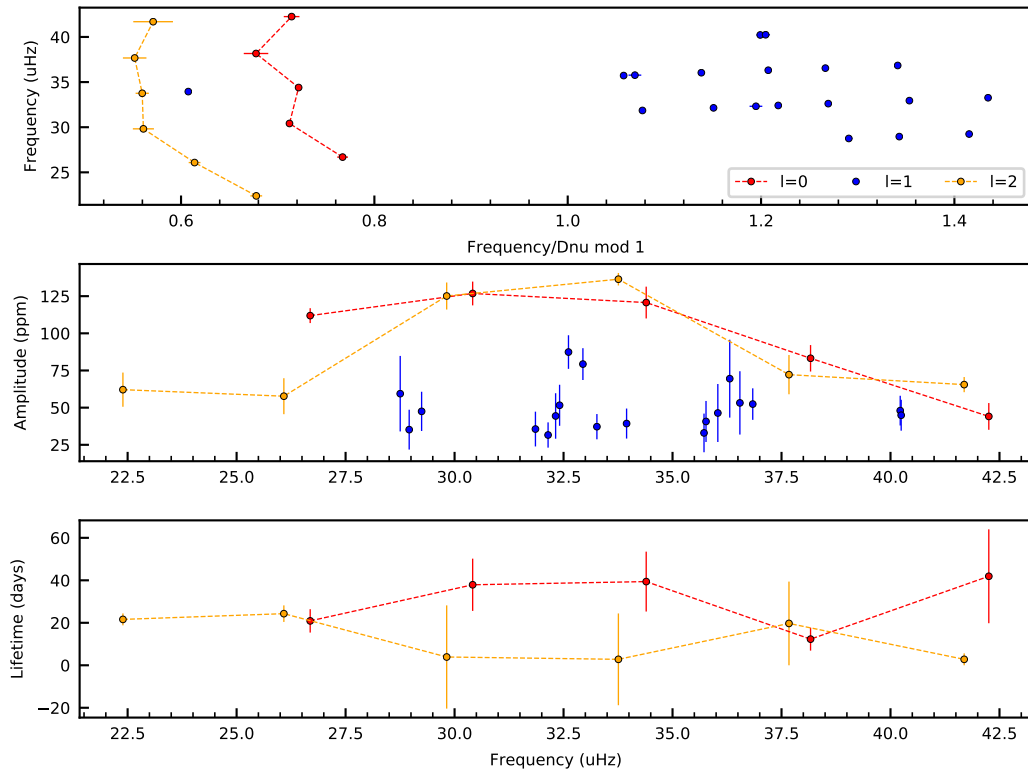 Frequency (uHz)
40
35
30
25
0.6 0.8 1.0 1.2 1.4
l=0 l=1 l=2
Frequency/Dnu mod 1
Amplitude (ppm)
125
100
75
50
25
22.5 25.0 27.5 30.0 32.5 35.0 37.5 40.0 42.5
Lifetime (days)
60
40
20
0
−20
22.5 25.0 27.5 30.0 32.5 35.0 37.5 40.0 42.5
Frequency (uHz)